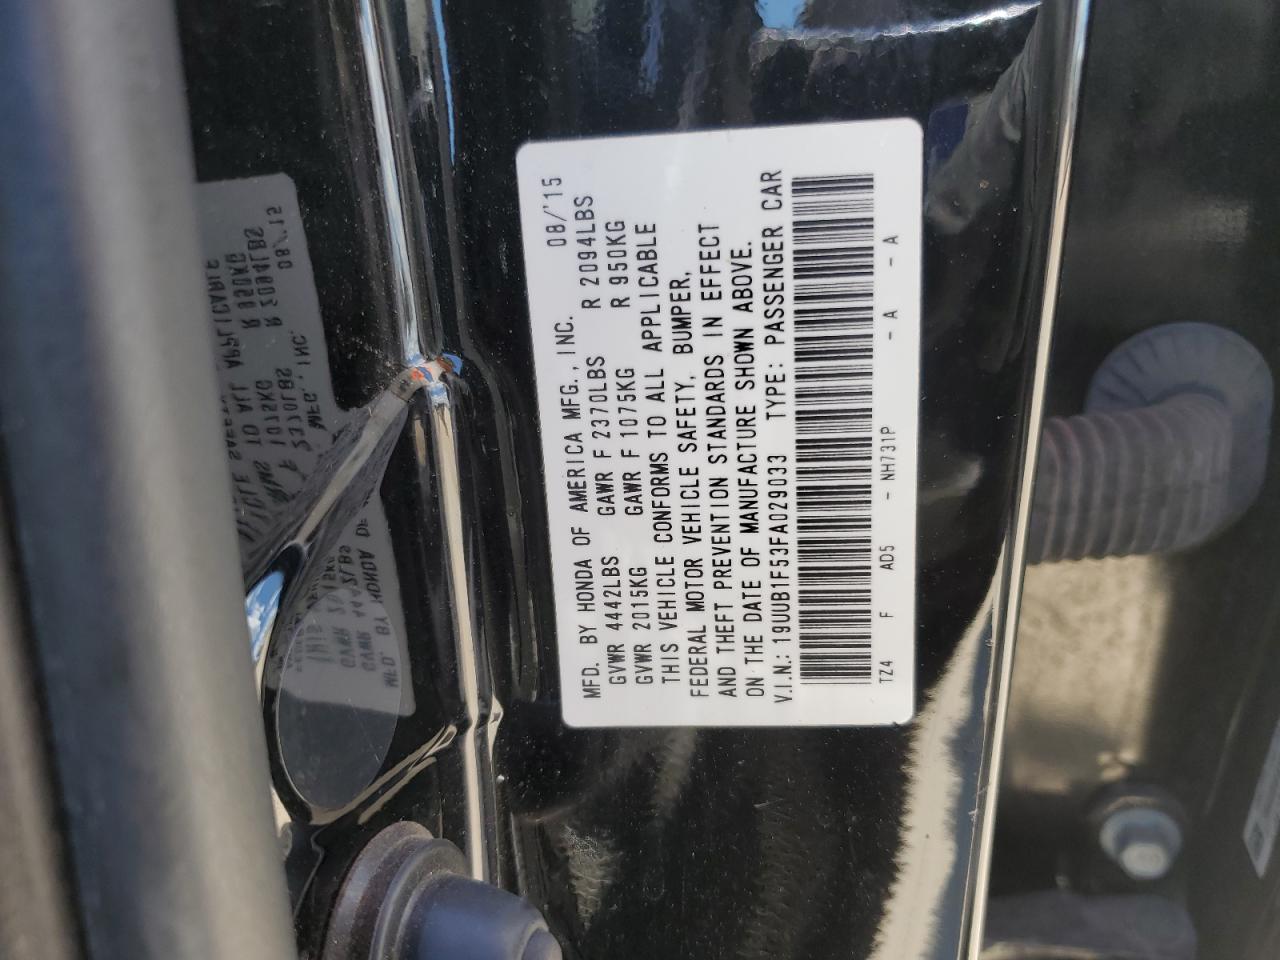 MFD. BY HONDA OF AMERICA MFG., INC. 08/'15
GVWR 4442LBS GAWR F 2370LBS R 2094LBS
GVWR 2015KG GAWR F 1075KG R 950KG
THIS VEHICLE CONFORMS TO ALL APPLICABLE
FEDERAL MOTOR VEHICLE SAFETY, BUMPER,
AND THEFT PREVENTION STANDARDS IN EFFECT
ON THE DATE OF MANUFACTURE SHOWN ABOVE.
V.I.N.: 19UUB1F53FA029033 TYPE: PASSENGER CAR
TZ4 F AD5 - NH731P - A - A